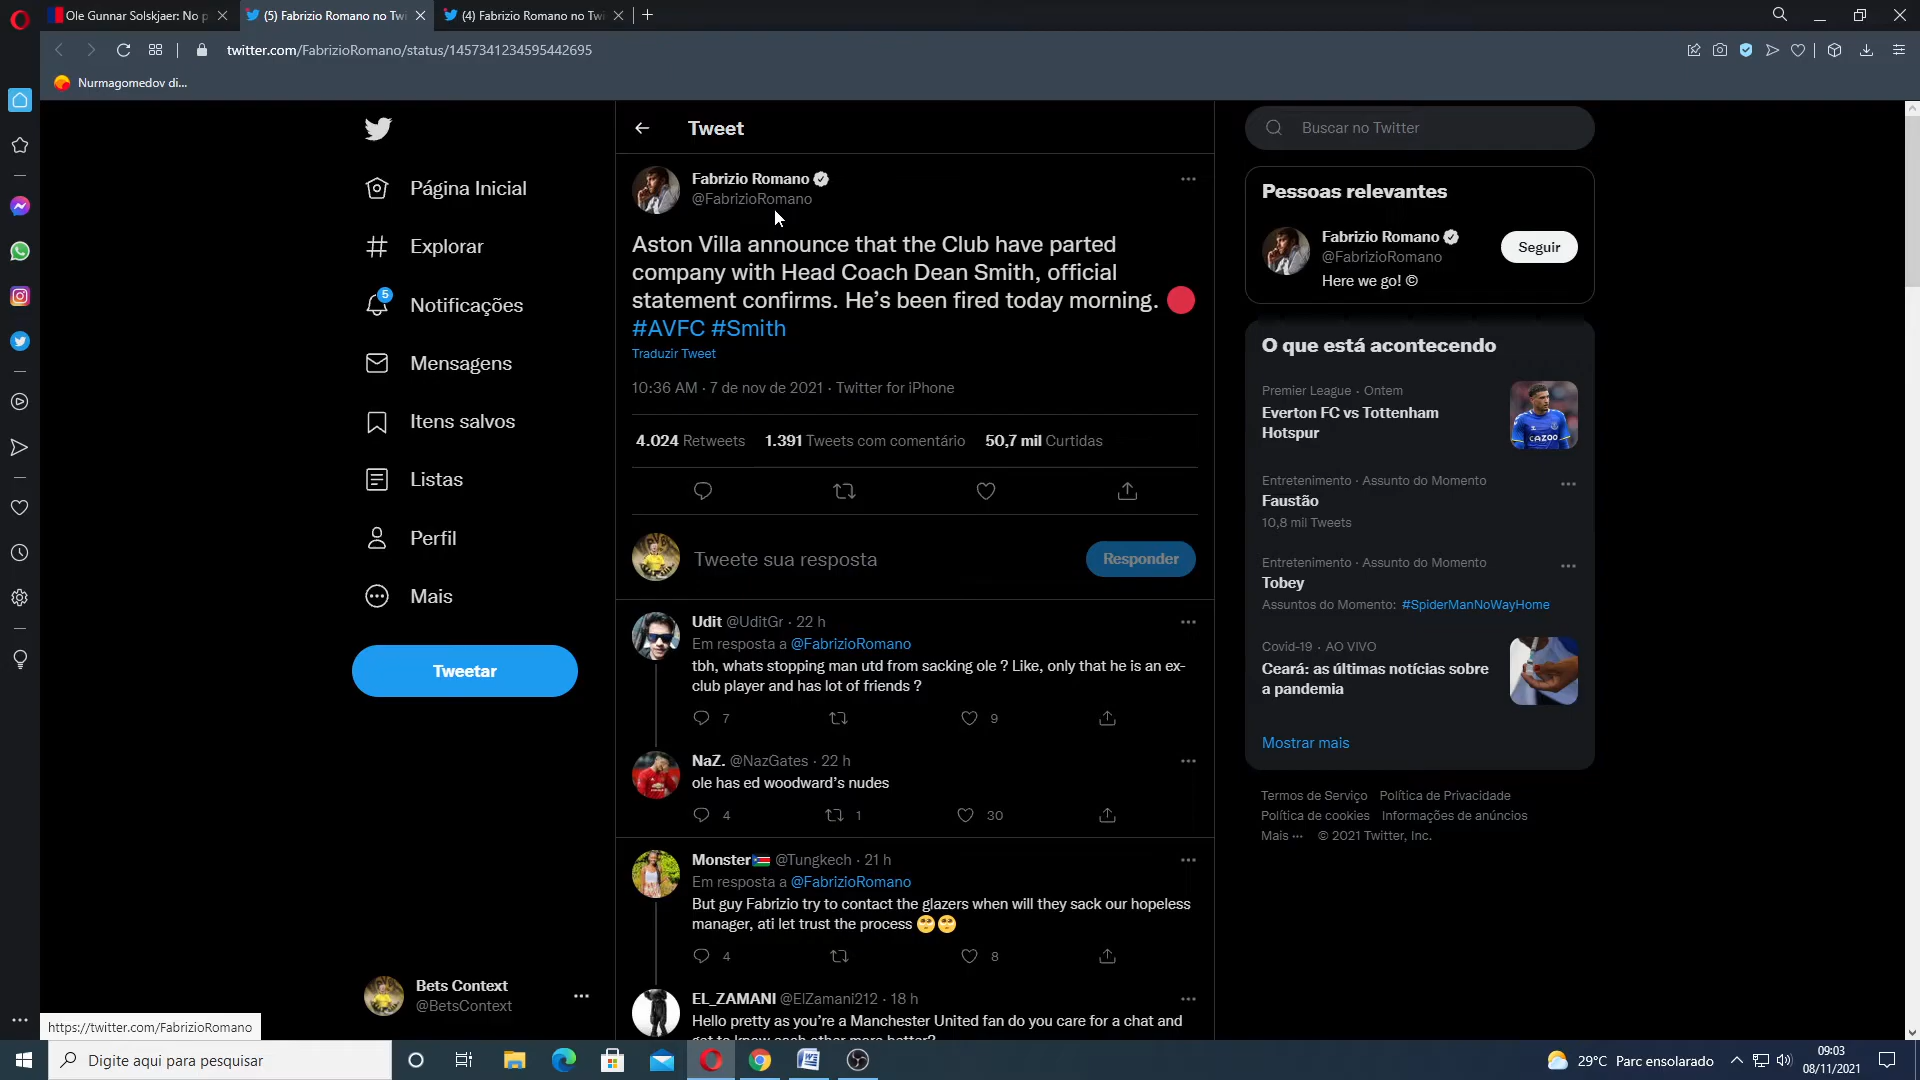 Ole Gunnar Solskjaer: No p
(5) Fabrizio Romano no Tw
(4) Fabrizio Romano no Twi
twitter.com/FabrizioRomano/status/1457341234595442695
Nurmagomedov di...
Página Inicial
Explorar
5
Notificações
Mensagens
Itens salvos
Listas
Perfil
Mais
Tweetar
Bets Context
@BetsContext
Tweet
Fabrizio Romano
@FabrizioRomano
Aston Villa announce that the Club have parted
company with Head Coach Dean Smith, official
statement confirms. He’s been fired today morning. 🔴
#AVFC #Smith
Traduzir Tweet
10:36 AM · 7 de nov de 2021 · Twitter for iPhone
4.024 Retweets 1.391 Tweets com comentário 50,7 mil Curtidas
Tweete sua resposta
Responder
Udit @UditGr · 22 h
Em resposta a @FabrizioRomano
tbh, whats stopping man utd from sacking ole ? Like, only that he is an ex-
club player and has lot of friends ?
7 9
NaZ. @NazGates · 22 h
ole has ed woodward’s nudes
4 1 30
Monster🇸🇸 @Tungkech · 21 h
Em resposta a @FabrizioRomano
But guy Fabrizio try to contact the glazers when will they sack our hopeless
manager, ati let trust the process 🙄🙄
4 8
EL_ZAMANI @ElZamani212 · 18 h
Hello pretty as you’re a Manchester United fan do you care for a chat and
get to know each other more better?
Buscar no Twitter
Pessoas relevantes
Fabrizio Romano
@FabrizioRomano
Seguir
Here we go! ©
O que está acontecendo
Premier League · Ontem
Everton FC vs Tottenham
Hotspur
CAZOO
Entretenimento · Assunto do Momento
Faustão
10,8 mil Tweets
Entretenimento · Assunto do Momento
Tobey
Assuntos do Momento: #SpiderManNoWayHome
Covid-19 · AO VIVO
Ceará: as últimas notícias sobre
a pandemia
Mostrar mais
Termos de Serviço Política de Privacidade
Política de cookies Informações de anúncios
Mais ··· © 2021 Twitter, Inc.
https://twitter.com/FabrizioRomano
Digite aqui para pesquisar
29°C Parc ensolarado
09:03
08/11/2021